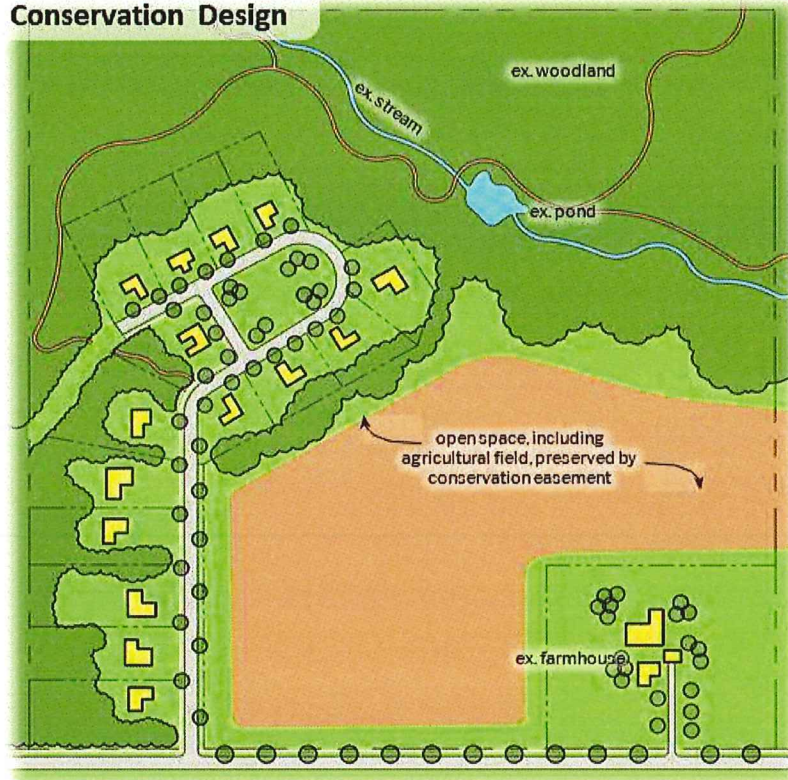 Conservation Design
ex. woodland
ex. stream
ex. pond
open space, including
agricultural field, preserved by
conservation easement
ex. farmhouse